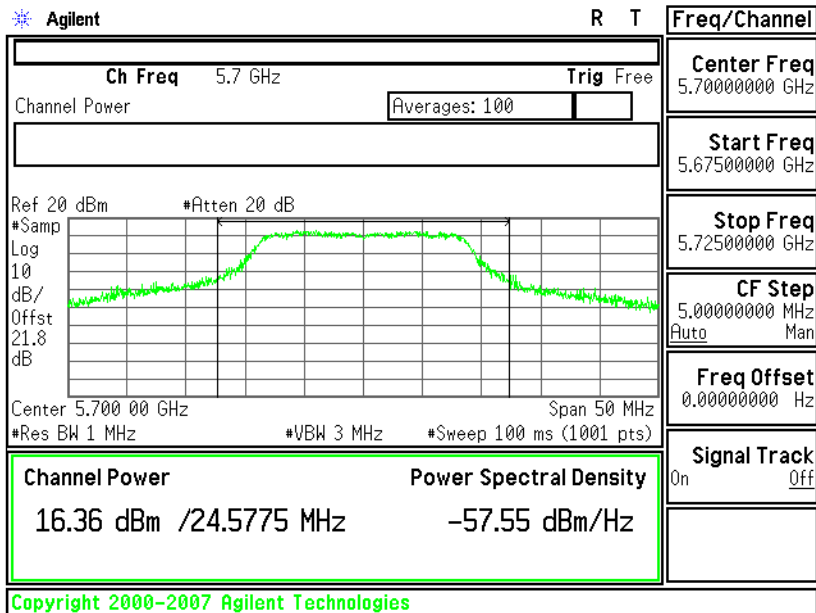 Agilent R T
Ch Freq 5.7 GHz Trig Free
Channel Power Averages: 100
Ref 20 dBm #Atten 20 dB
#Samp
Log
10
dB/
Offst
21.8
dB
Center 5.700 00 GHz Span 50 MHz
#Res BW 1 MHz #VBW 3 MHz #Sweep 100 ms (1001 pts)
Channel Power Power Spectral Density
16.36 dBm /24.5775 MHz -57.55 dBm/Hz
Copyright 2000-2007 Agilent Technologies
Freq/Channel
Center Freq
5.70000000 GHz
Start Freq
5.67500000 GHz
Stop Freq
5.72500000 GHz
CF Step
5.00000000 MHz
Auto Man
Freq Offset
0.00000000 Hz
Signal Track
On Off